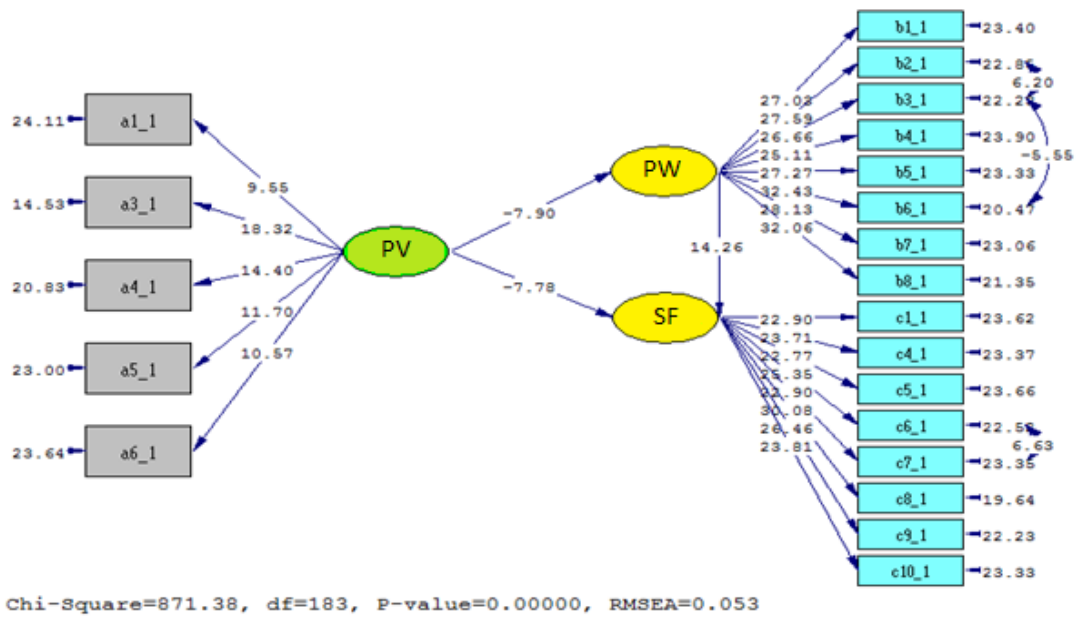 b1_1 23.40
b2_1 22.86
6.20
b3_1 22.29
b4_1 23.90
-5.55
b5_1 23.33
b6_1 20.47
b7_1 23.06
b8_1 21.35
c1_1 23.62
c4_1 23.37
c5_1 23.66
c6_1 22.58
6.63
c7_1 23.35
c8_1 19.64
c9_1 22.23
c10_1 23.33
24.11 a1_1
14.53 a3_1
20.83 a4_1
23.00 a5_1
23.64 a6_1
9.55
18.32
14.40
11.70
10.57
PV
-7.90
-7.78
PW
14.26
SF
27.03
27.59
26.66
25.11
27.27
32.43
28.13
32.06
22.90
23.71
22.77
25.35
22.90
30.08
26.46
23.81
Chi-Square=871.38, df=183, P-value=0.00000, RMSEA=0.053